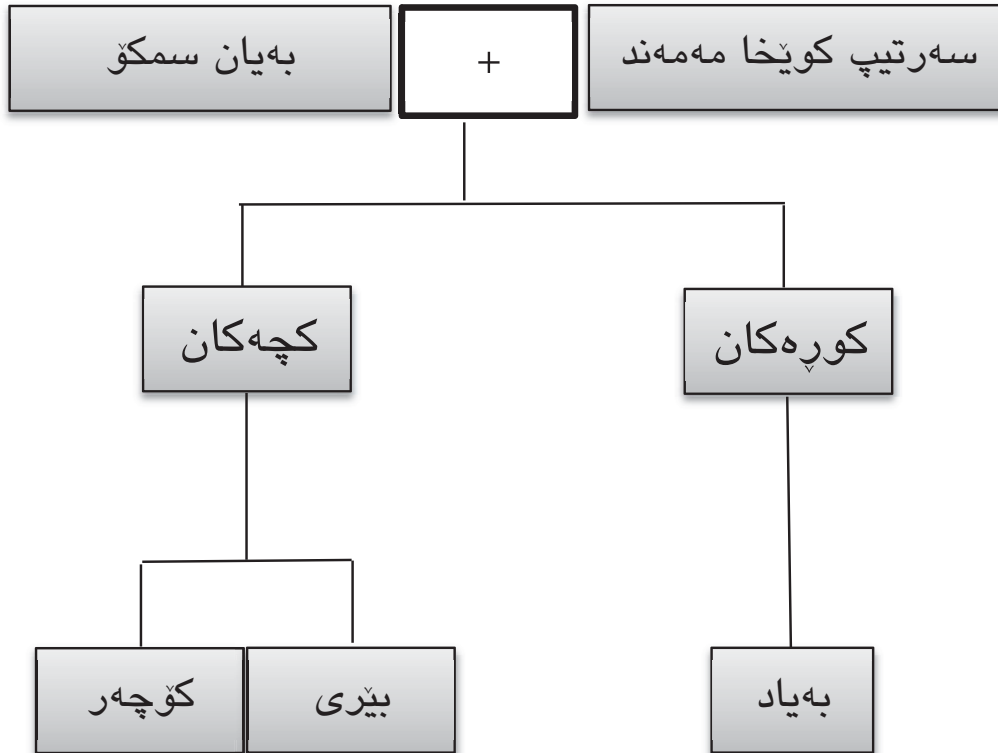 سەرتیپ کوێخا مەمەند
+
بەیان سمکۆ
کوڕەکان
کچەکان
بەیاد
بێری
کۆچەر